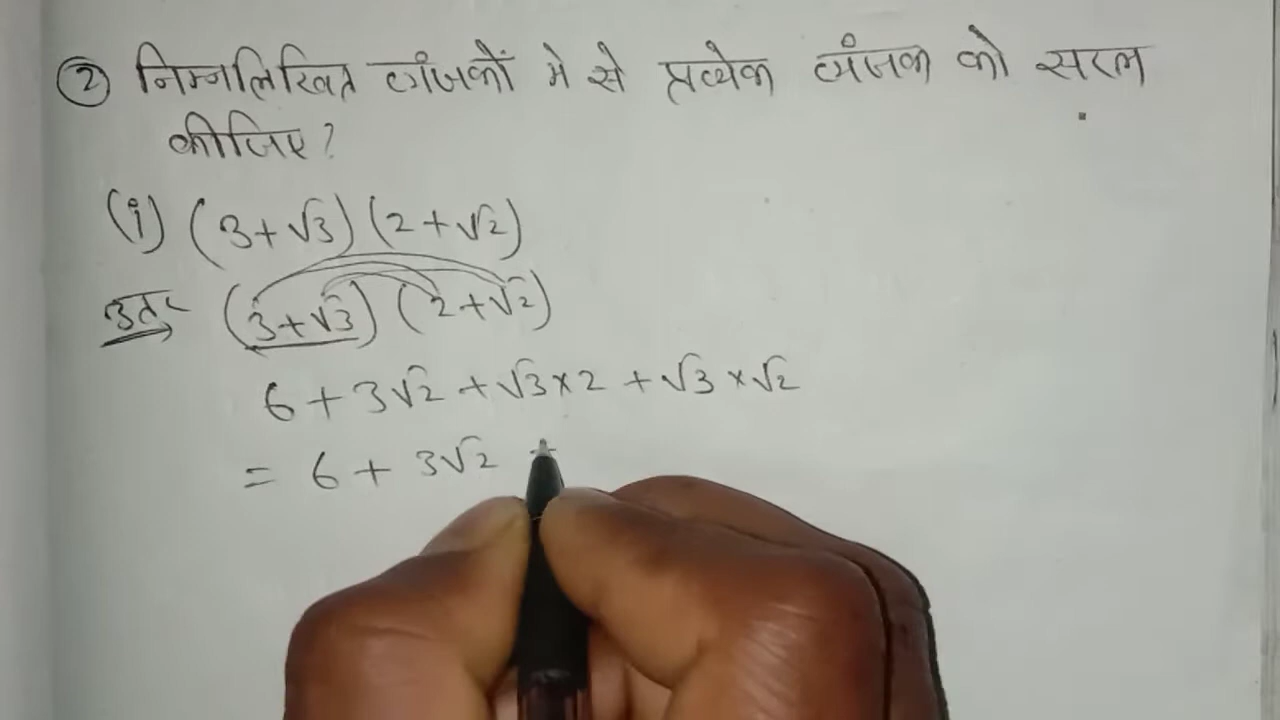 ② निम्नलिखित व्यंजकों मे से प्रत्येक व्यंजक को सरल
कीजिए?
(i) (3+√3)(2+√2)
उत्तर (3+√3)(2+√2)
6+3√2+√3×2+√3×√2
= 6+3√2 +